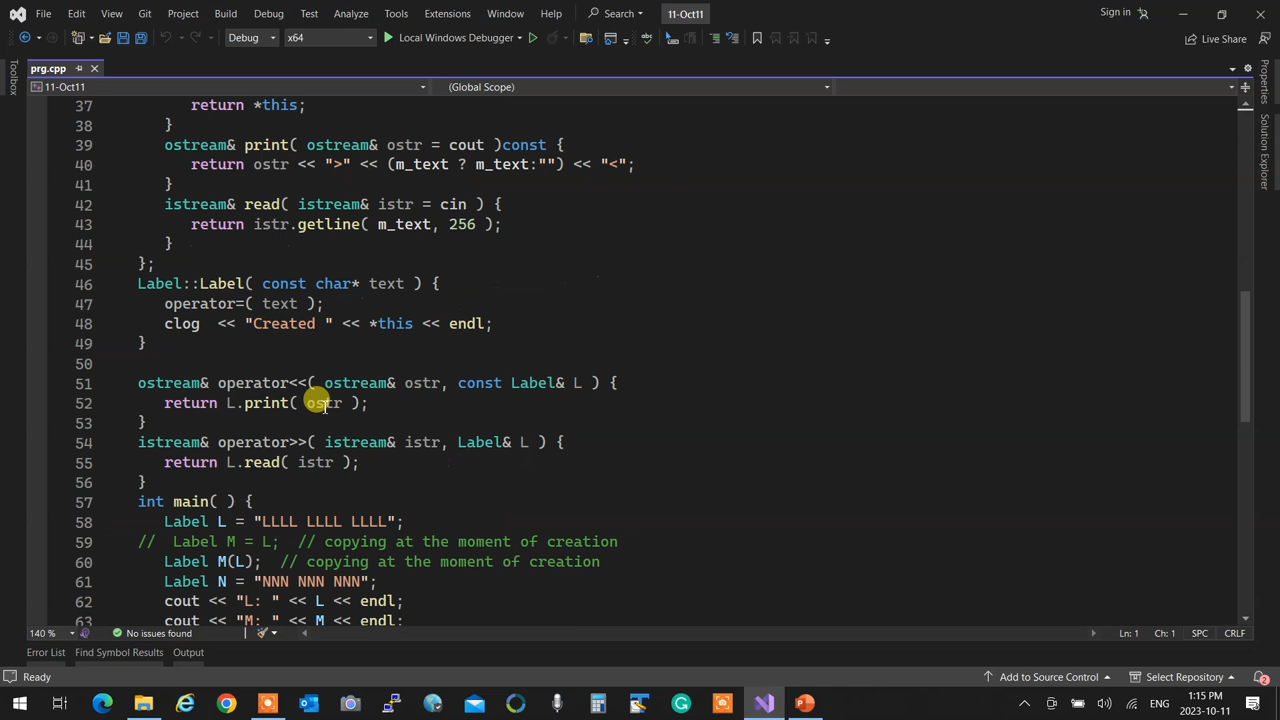 File Edit View Git Project Build Debug Test Analyze Tools Extensions Window Help Search 11-Oct11 Sign in
Debug x64 Local Windows Debugger Live Share
Toolbox
prg.cpp
11-Oct11 (Global Scope)
37 return *this;
38 }
39 ostream& print( ostream& ostr = cout )const {
40 return ostr << ">" << (m_text ? m_text:"") << "<";
41 }
42 istream& read( istream& istr = cin ) {
43 return istr.getline( m_text, 256 );
44 }
45 };
46 Label::Label( const char* text ) {
47 operator=( text );
48 clog  << "Created " << *this << endl;
49 }
50
51 ostream& operator<<( ostream& ostr, const Label& L ) {
52 return L.print( ostr );
53 }
54 istream& operator>>( istream& istr, Label& L ) {
55 return L.read( istr );
56 }
57 int main( ) {
58 Label L = "LLLL LLLL LLLL";
59 //  Label M = L;  // copying at the moment of creation
60 Label M(L);  // copying at the moment of creation
61 Label N = "NNN NNN NNN";
62 cout << "L: " << L << endl;
63 cout << "M: " << M << endl;
Properties
Solution Explorer
140 % No issues found Ln: 1 Ch: 1 SPC CRLF
Error List Find Symbol Results Output
Ready Add to Source Control Select Repository 2
ENG 1:15 PM
2023-10-11